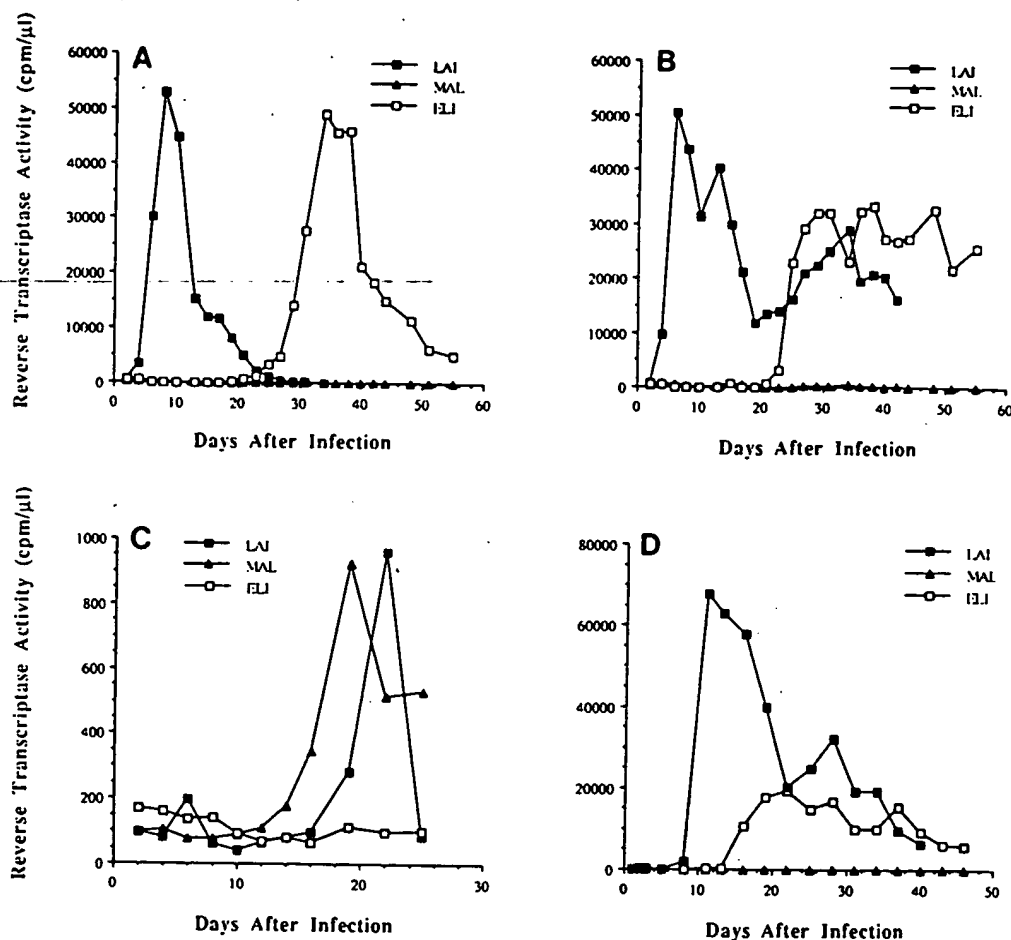 A
LAI
MAL
ELI
60000
50000
40000
30000
20000
10000
0
0 10 20 30 40 50 60
Days After Infection
Reverse Transcriptase Activity (cpm/µl)
B
LAI
MAL
ELI
60000
50000
40000
30000
20000
10000
0
0 10 20 30 40 50 60
Days After Infection
C
LAI
MAL
ELI
1000
800
600
400
200
0
0 10 20 30
Days After Infection
Reverse Transcriptase Activity (cpm/µl)
D
LAI
MAL
ELI
80000
60000
40000
20000
0
0 10 20 30 40 50
Days After Infection